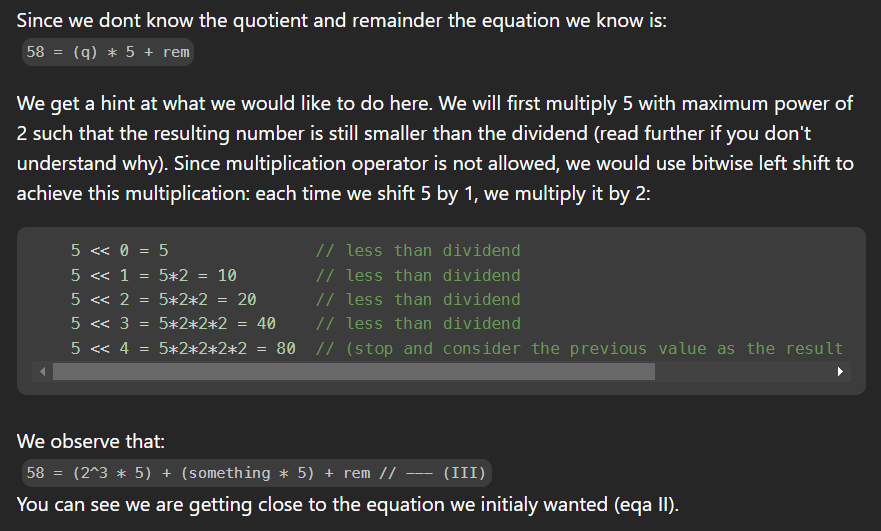 Since we dont know the quotient and remainder the equation we know is:
58 = (q) * 5 + rem
We get a hint at what we would like to do here. We will first multiply 5 with maximum power of
2 such that the resulting number is still smaller than the dividend (read further if you don't
understand why). Since multiplication operator is not allowed, we would use bitwise left shift to
achieve this multiplication: each time we shift 5 by 1, we multiply it by 2:
5 << 0 = 5 // less than dividend
5 << 1 = 5*2 = 10 // less than dividend
5 << 2 = 5*2*2 = 20 // less than dividend
5 << 3 = 5*2*2*2 = 40 // less than dividend
5 << 4 = 5*2*2*2*2 = 80 // (stop and consider the previous value as the result
We observe that:
58 = (2^3 * 5) + (something * 5) + rem // ––– (III)
You can see we are getting close to the equation we initialy wanted (eqa II).